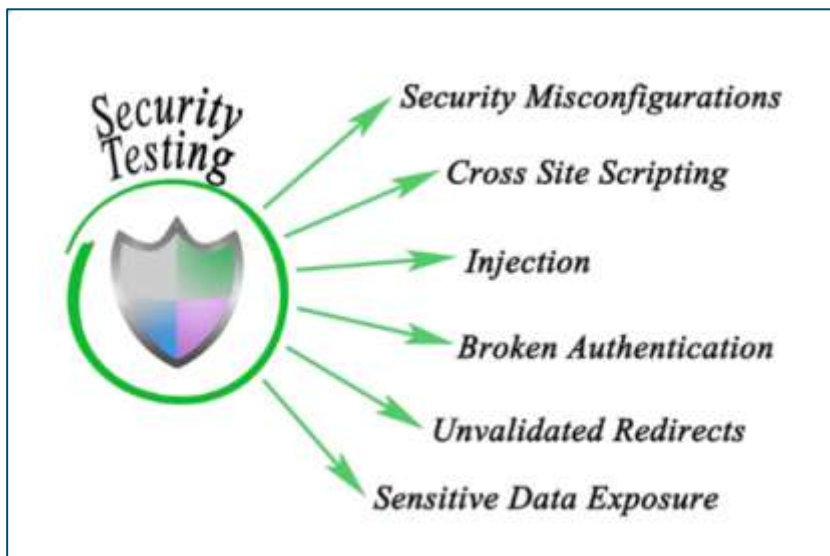 Security
Testing
Security Misconfigurations
Cross Site Scripting
Injection
Broken Authentication
Unvalidated Redirects
Sensitive Data Exposure